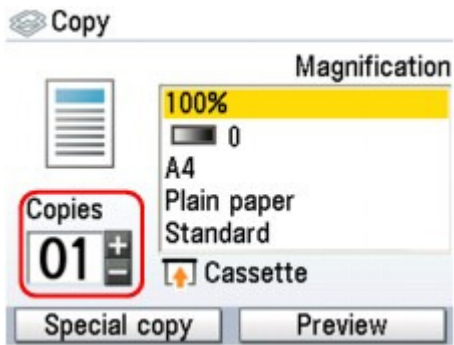 Copy
Magnification
100%
0
A4
Plain paper
Standard
Copies
01 + -
Cassette
Special copy
Preview